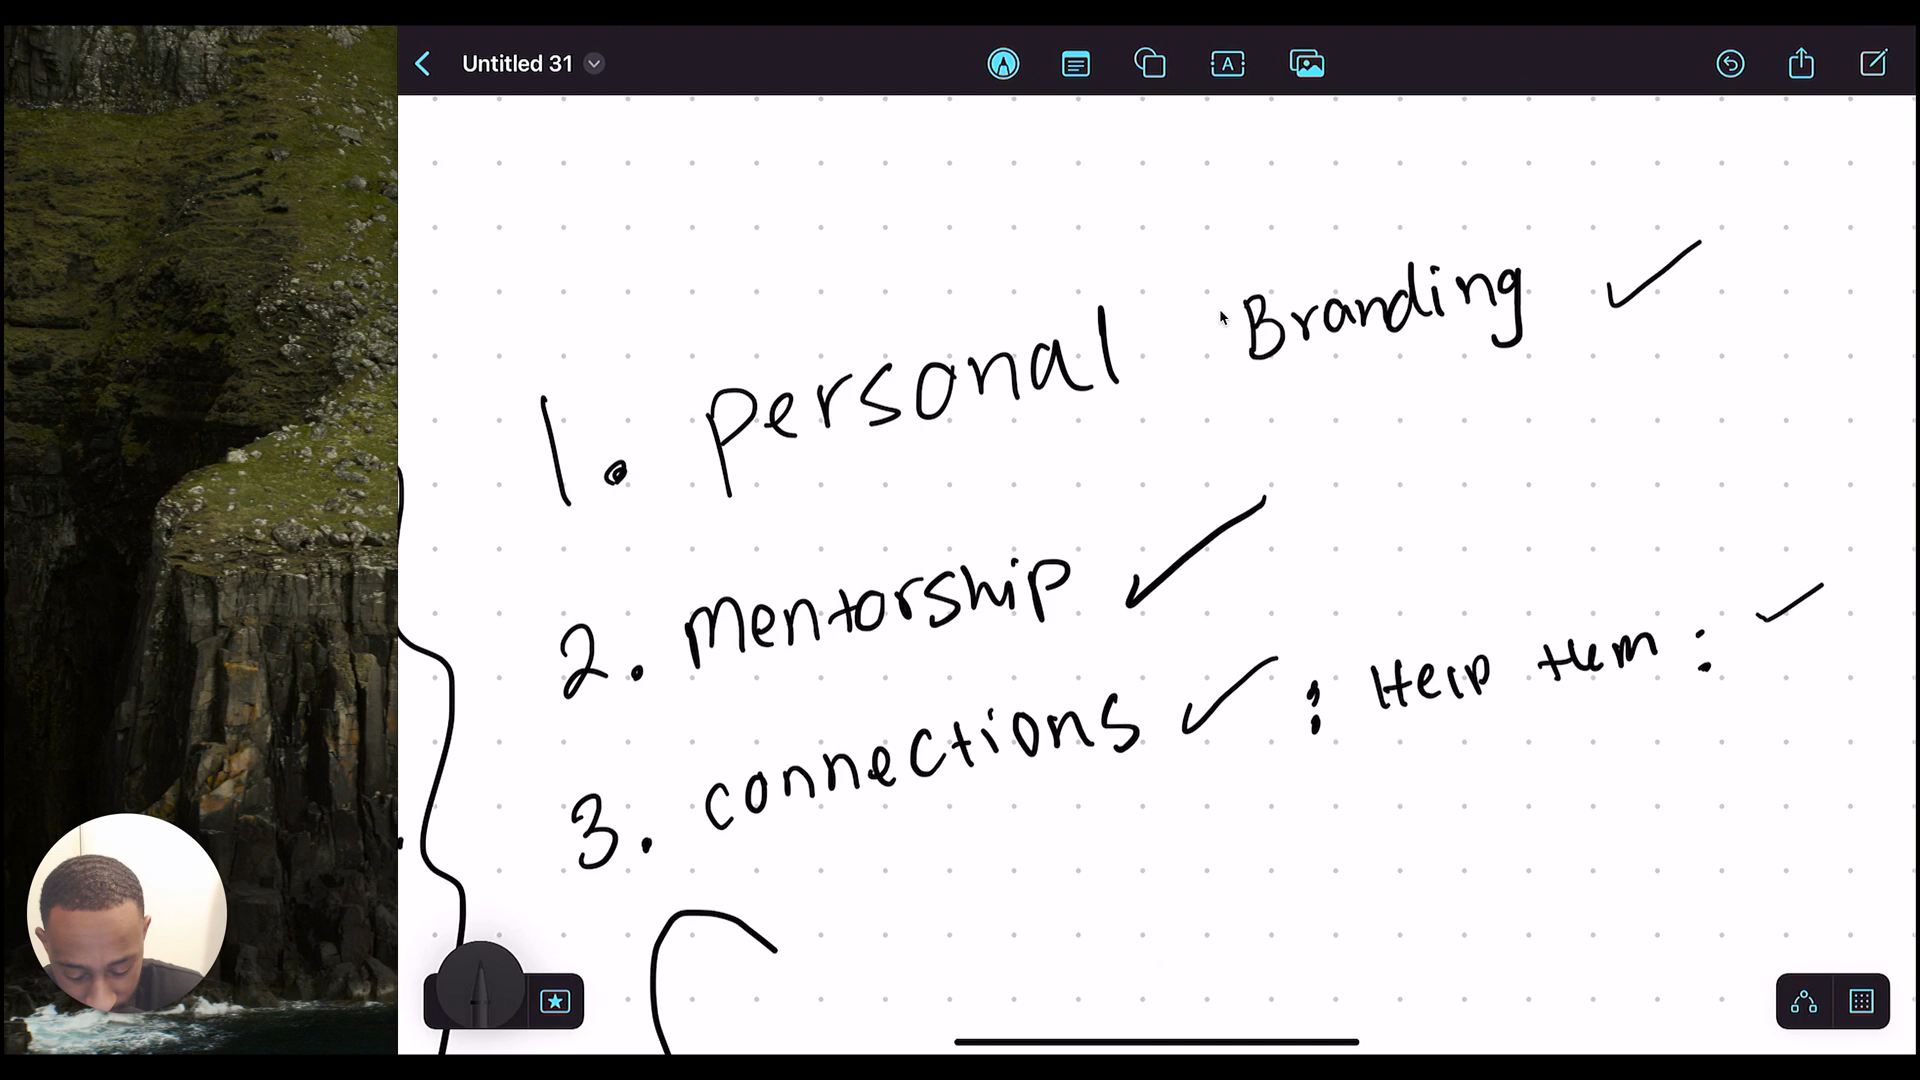 Untitled 31
1. Personal Branding ✓
2. Mentorship ✓
3. connections ✓ : Help them : ✓